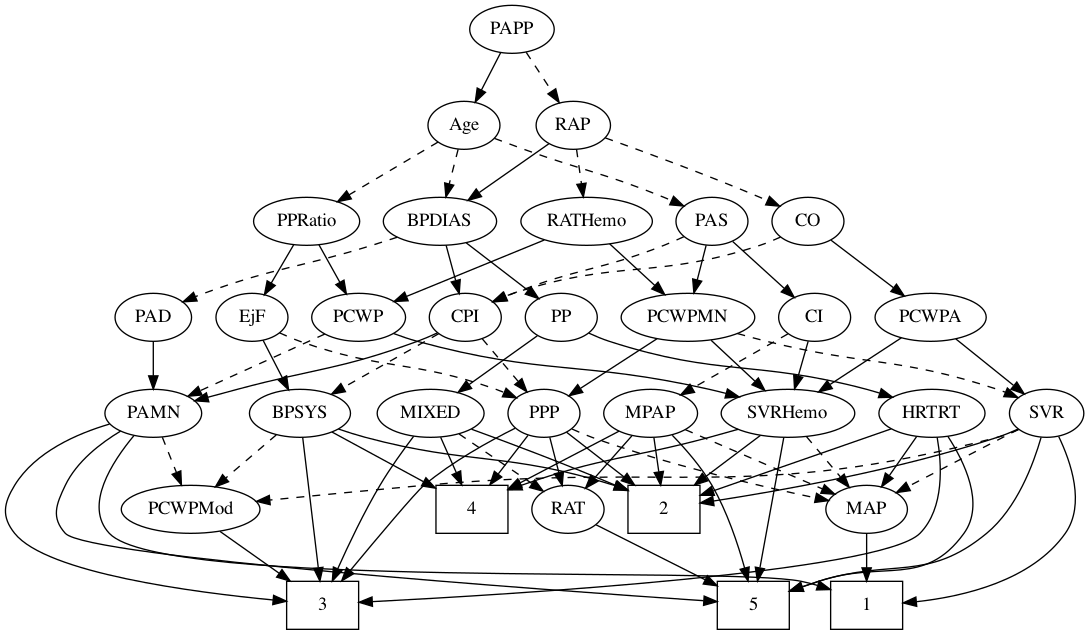 PAPP
Age RAP
PPRatio BPDIAS RATHemo PAS CO
PAD EjF PCWP CPI PP PCWPMN CI PCWPA
PAMN BPSYS MIXED PPP MPAP SVRHemo HRTRT SVR
PCWPMod 4 RAT 2 MAP
3 5 1